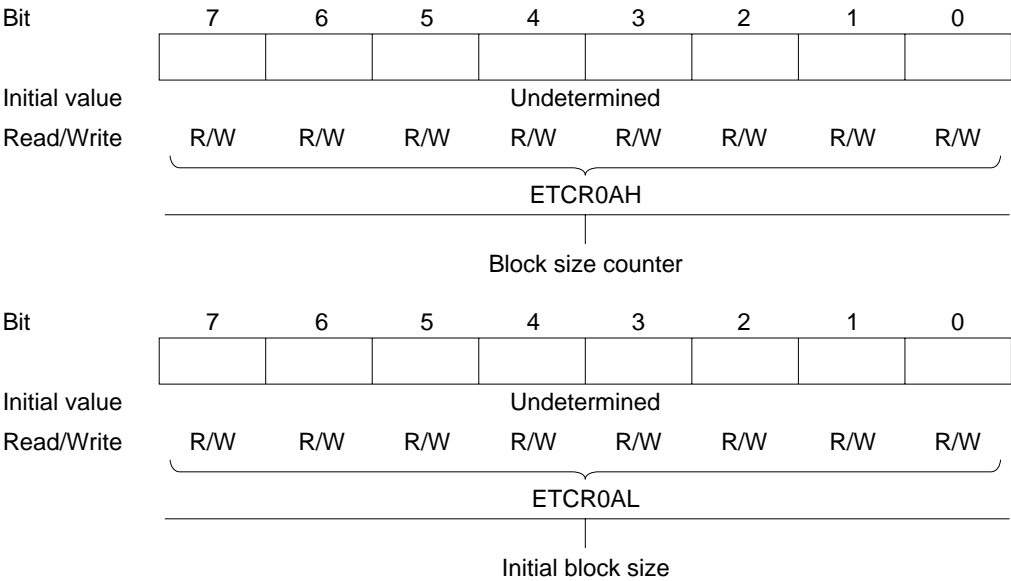 Bit 7 6 5 4 3 2 1 0
Initial value Undetermined
Read/Write R/W R/W R/W R/W R/W R/W R/W R/W
ETCR0AH
Block size counter
Bit 7 6 5 4 3 2 1 0
Initial value Undetermined
Read/Write R/W R/W R/W R/W R/W R/W R/W R/W
ETCR0AL
Initial block size